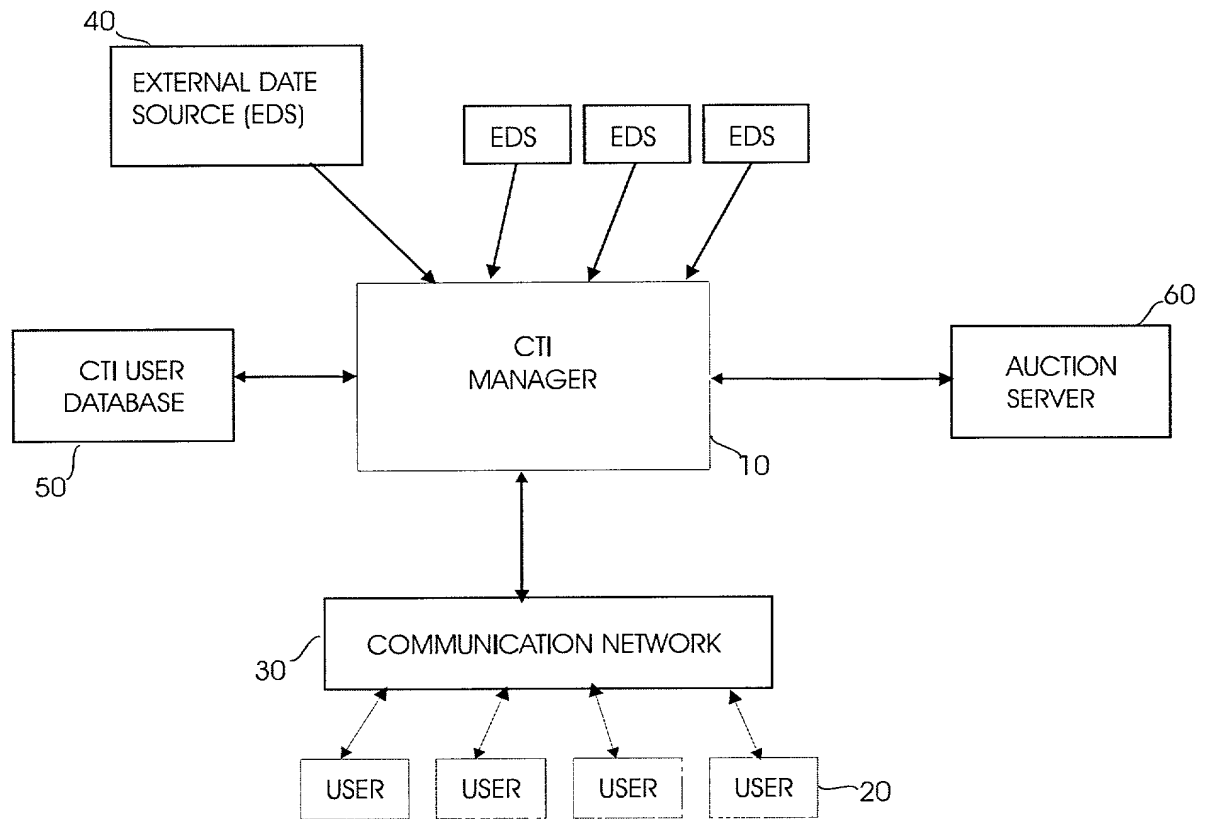 40
EXTERNAL DATE
SOURCE (EDS)
EDS
EDS
EDS
60
CTI USER
DATABASE
CTI
MANAGER
AUCTION
SERVER
50
10
COMMUNICATION NETWORK
30
USER
USER
USER
USER
20